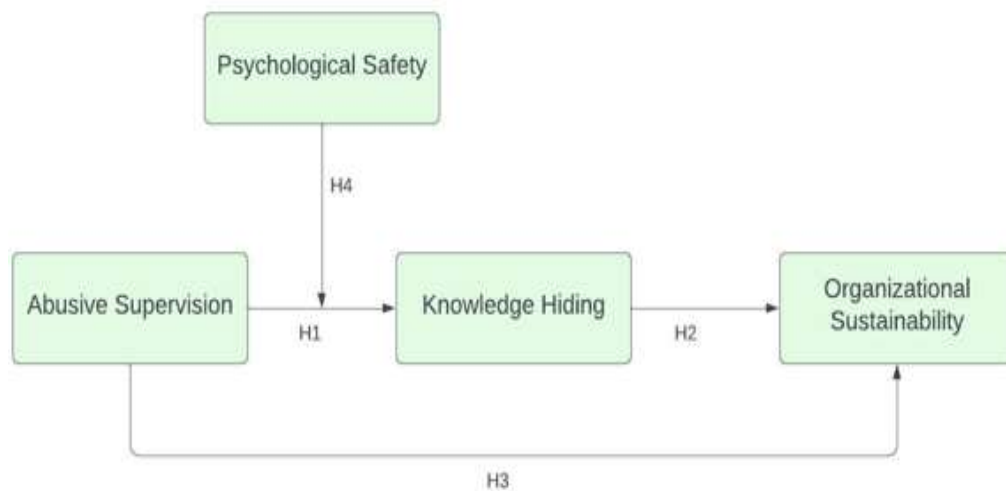 Psychological Safety
H4
Abusive Supervision
H1
Knowledge Hiding
H2
Organizational
Sustainability
H3